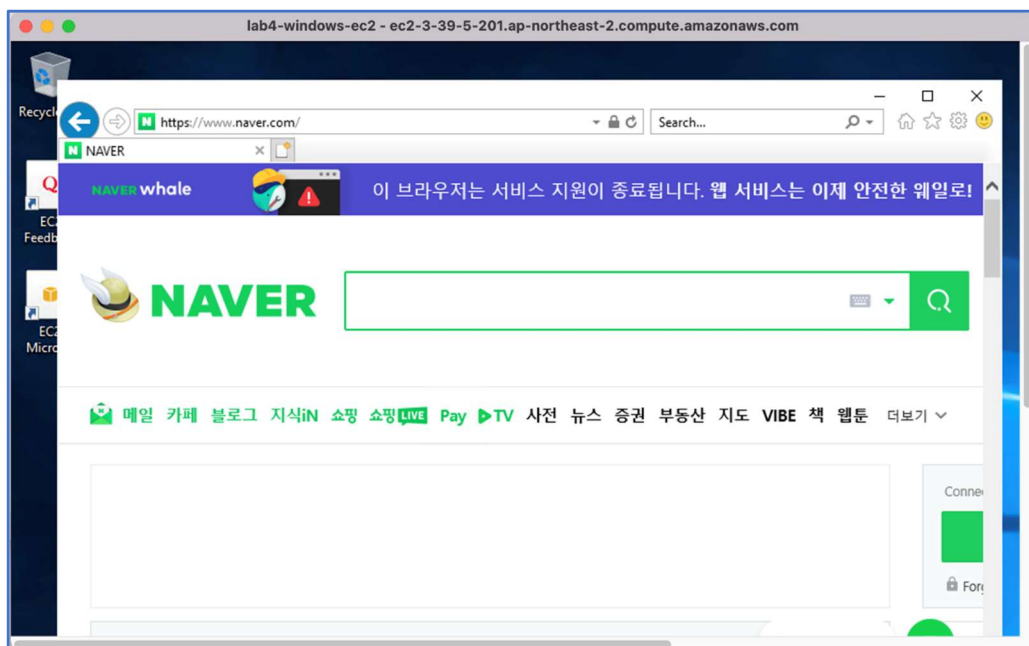 lab4-windows-ec2 - ec2-3-39-5-201.ap-northeast-2.compute.amazonaws.com
https://www.naver.com/
Search...
NAVER
NAVER whale
이 브라우저는 서비스 지원이 종료됩니다. 웹 서비스는 이제 안전한 웨일로!
NAVER
메일 카페 블로그 지식iN 쇼핑 쇼핑LIVE Pay TV 사전 뉴스 증권 부동산 지도 VIBE 책 웹툰 더보기